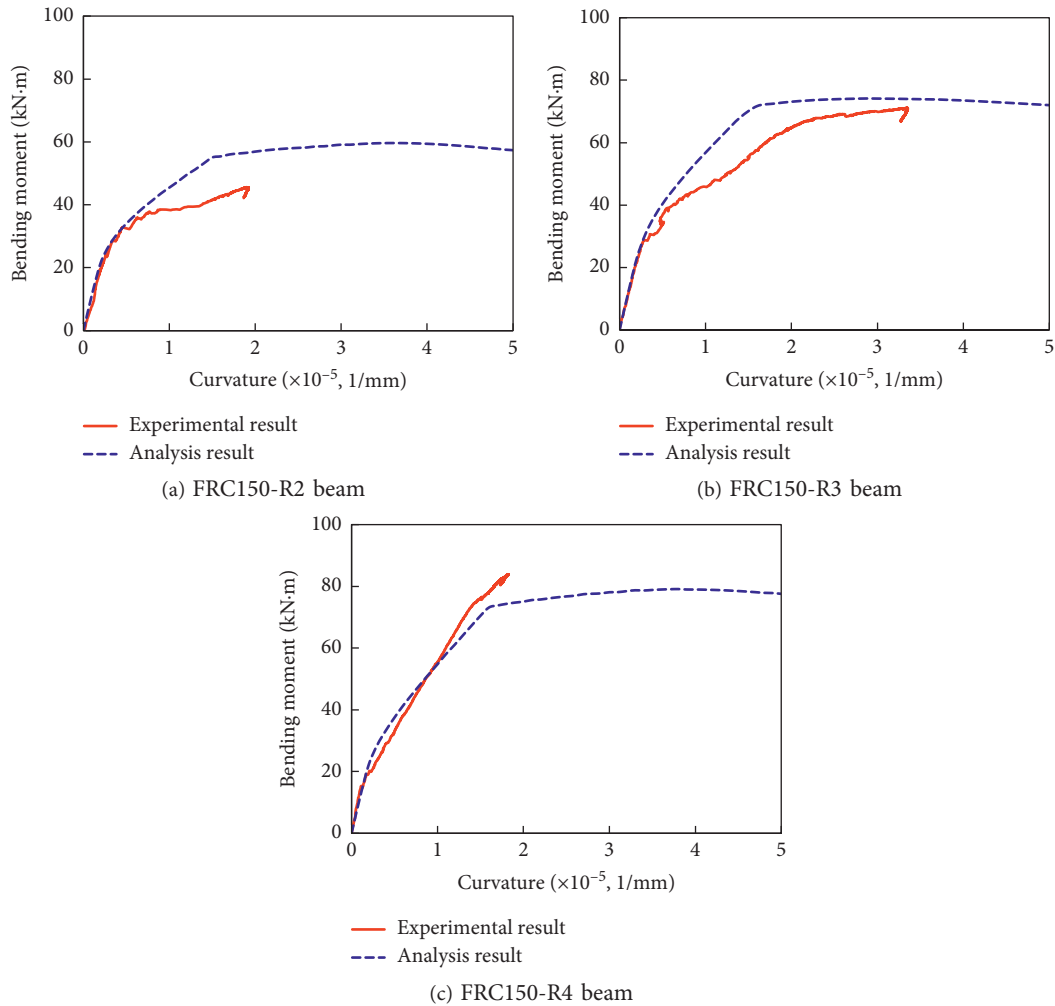 100
80
60
40
20
0
Bending moment (kN·m)
0 1 2 3 4 5
Curvature (×10⁻⁵, 1/mm)
Experimental result
Analysis result
(a) FRC150-R2 beam
100
80
60
40
20
0
Bending moment (kN·m)
0 1 2 3 4 5
Curvature (×10⁻⁵, 1/mm)
Experimental result
Analysis result
(b) FRC150-R3 beam
100
80
60
40
20
0
Bending moment (kN·m)
0 1 2 3 4 5
Curvature (×10⁻⁵, 1/mm)
Experimental result
Analysis result
(c) FRC150-R4 beam